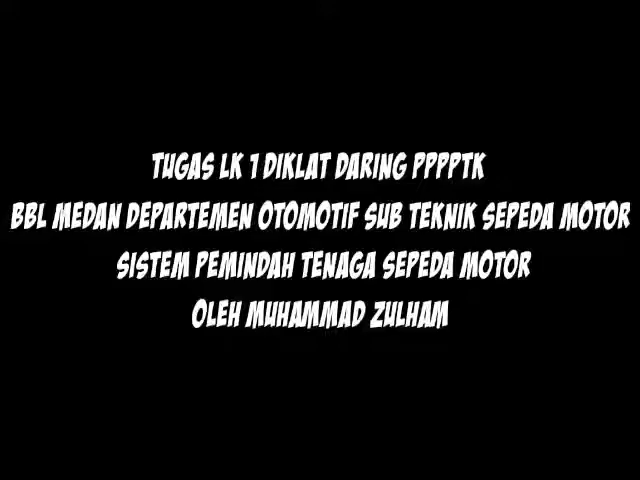 TUGAS LK 1 DIKLAT DARING PPPPTK
BBL MEDAN DEPARTEMEN OTOMOTIF SUB TEKNIK SEPEDA MOTOR
SISTEM PEMINDAH TENAGA SEPEDA MOTOR
OLEH MUHAMMAD ZULHAM